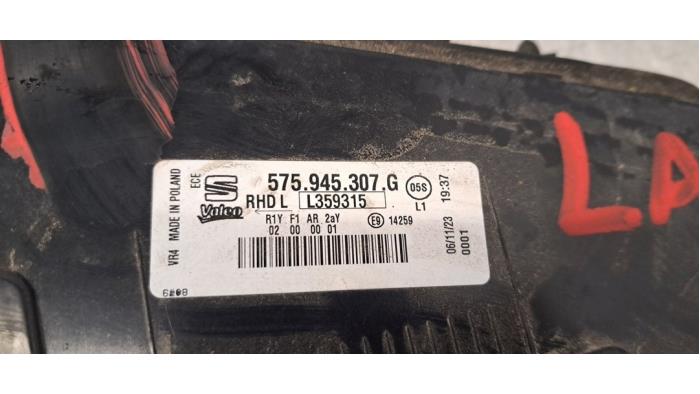 575.945.307.G
05S
RHD L
L359315
L1
Valeo
R1Y F1 AR 2aY
02 00 00 01
E9 14259
ECE
VR4 MADE IN POLAND
06/11/23 19:37
0001